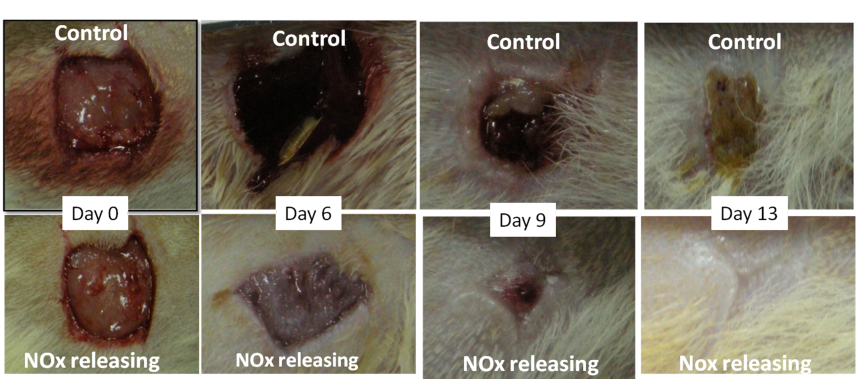 Control
Control
Control
Control
Day 0
Day 6
Day 9
Day 13
NOx releasing
NOx releasing
NOx releasing
Nox releasing